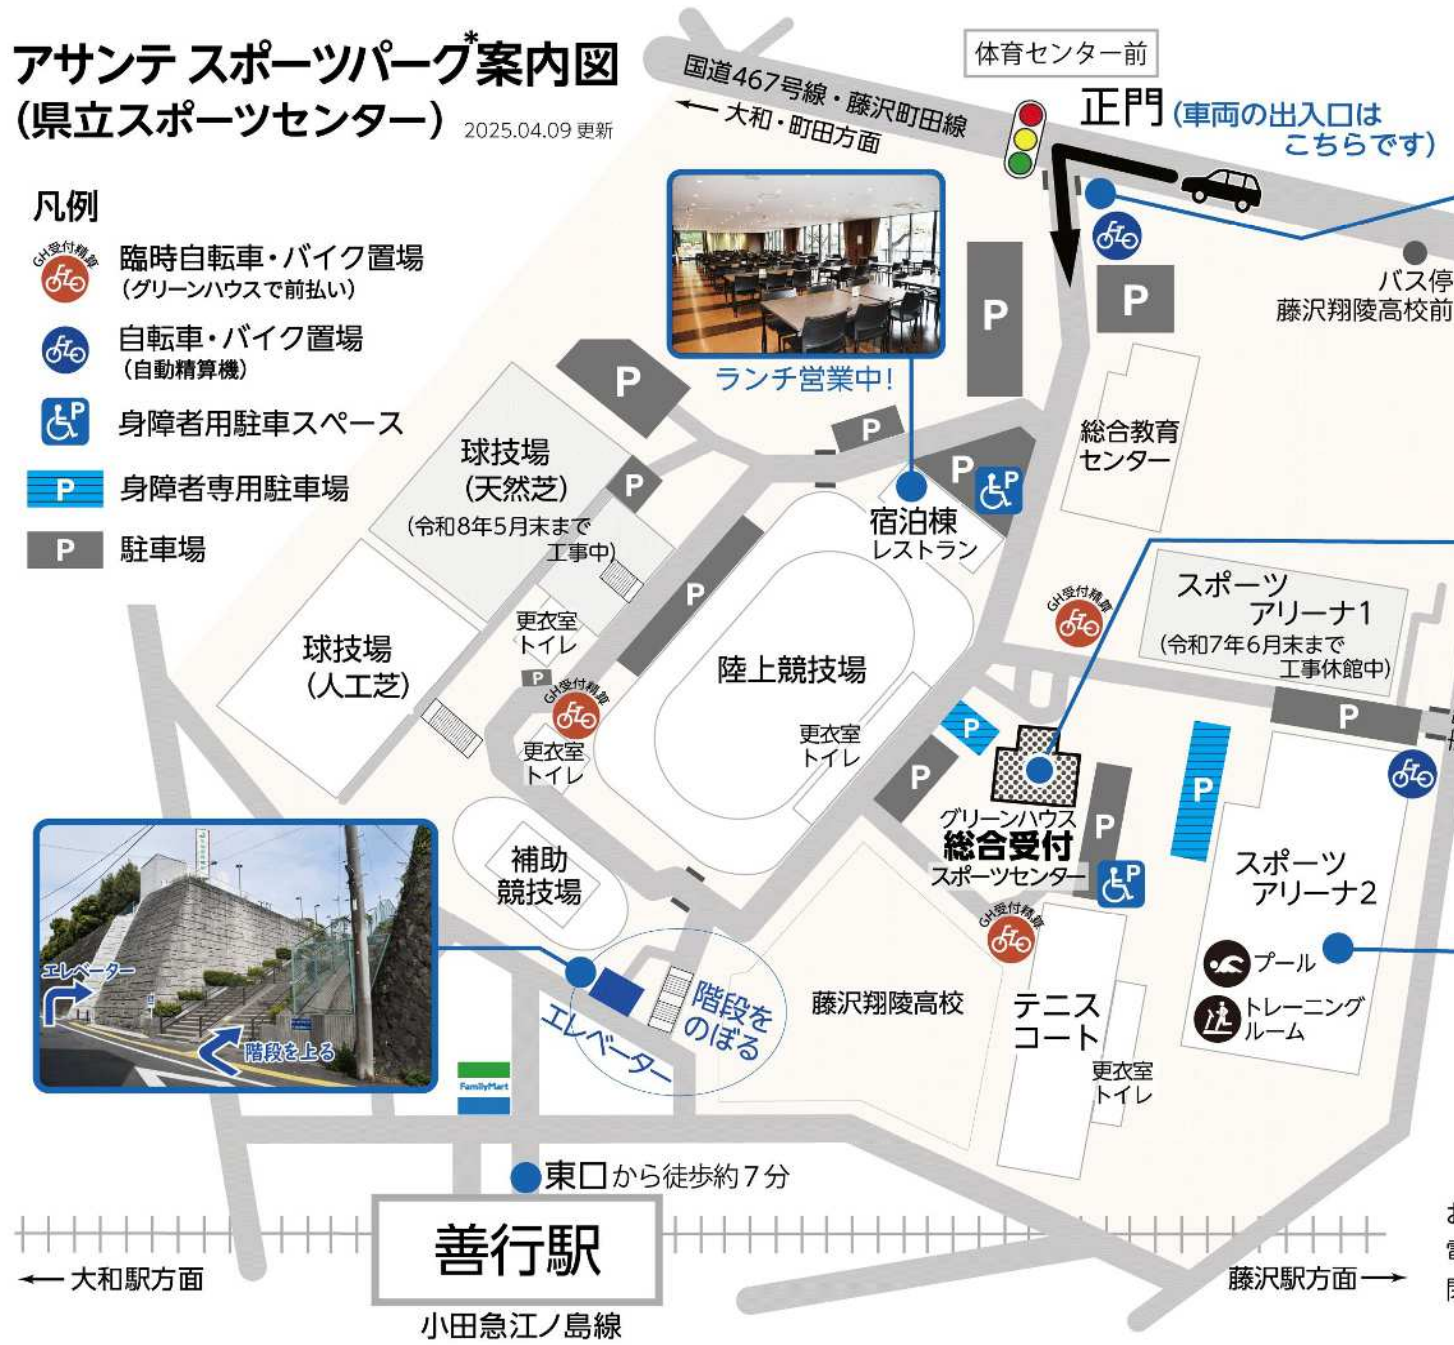 アサンテ スポーツパーク*案内図
(県立スポーツセンター)
2025.04.09 更新
凡例
GH受付精算
臨時自転車・バイク置場
(グリーンハウスで前払い)
自転車・バイク置場
(自動精算機)
P
身障者用駐車スペース
P
身障者専用駐車場
P
駐車場
国道467号線・藤沢町田線
← 大和・町田方面
体育センター前
正門
(車両の出入口は
こちらです)
バス停
藤沢翔陵高校前
ランチ営業中!
P
P
P
P
P
P
P
総合教育
センター
球技場
(天然芝)
(令和8年5月末まで
工事中)
宿泊棟
レストラン
P
スポーツ
アリーナ1
(令和7年6月末まで
工事休館中)
GH受付精算
更衣室
トイレ
球技場
(人工芝)
陸上競技場
P
GH受付精算
更衣室
トイレ
更衣室
トイレ
P
P
P
P
P
グリーンハウス
総合受付
スポーツセンター
P
GH受付精算
補助
競技場
スポーツ
アリーナ2
プール
トレーニング
ルーム
エレベーター
階段を上る
階段を
のぼる
エレベーター
藤沢翔陵高校
テニス
コート
更衣室
トイレ
FamilyMart
東口から徒歩約7分
善行駅
← 大和駅方面
藤沢駅方面 →
小田急江ノ島線